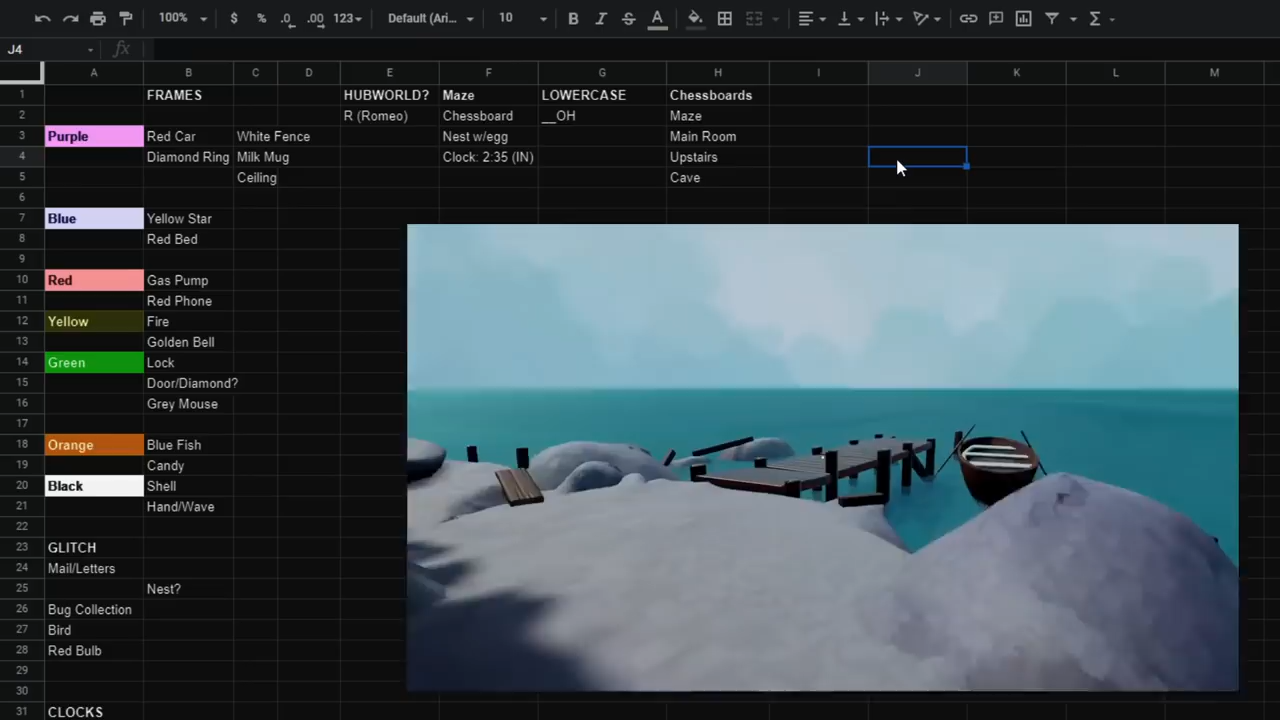 100% $ % .0 .00 123 Default (Ari... 10 B I S A
J4 fx
A B C D E F G H I J K L M
1 FRAMES HUBWORLD? Maze LOWERCASE Chessboards
2 R (Romeo) Chessboard __OH Maze
3 Purple Red Car White Fence Nest w/egg Main Room
4 Diamond Ring Milk Mug Clock: 2:35 (IN) Upstairs
5 Ceiling Cave
6
7 Blue Yellow Star
8 Red Bed
9
10 Red Gas Pump
11 Red Phone
12 Yellow Fire
13 Golden Bell
14 Green Lock
15 Door/Diamond?
16 Grey Mouse
17
18 Orange Blue Fish
19 Candy
20 Black Shell
21 Hand/Wave
22
23 GLITCH
24 Mail/Letters
25 Nest?
26 Bug Collection
27 Bird
28 Red Bulb
29
30
31 CLOCKS